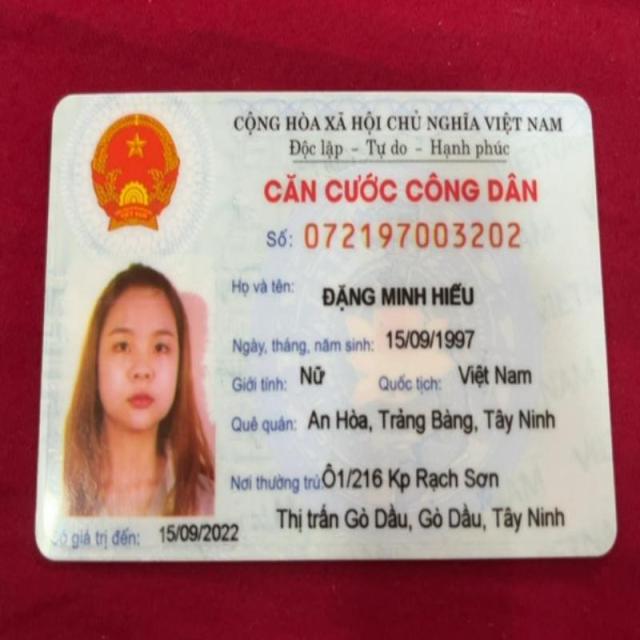 CỘNG HÒA XÃ HỘI CHỦ NGHĨA VIỆT NAM
Độc lập - Tự do - Hạnh phúc
CĂN CƯỚC CÔNG DÂN
Số: 072197003202
Họ và tên: ĐẶNG MINH HIẾU
Ngày, tháng, năm sinh: 15/09/1997
Giới tính: Nữ Quốc tịch: Việt Nam
Quê quán: An Hòa, Trảng Bàng, Tây Ninh
Nơi thường trú: Ô1/216 Kp Rạch Sơn
Thị trấn Gò Dầu, Gò Dầu, Tây Ninh
Có giá trị đến: 15/09/2022